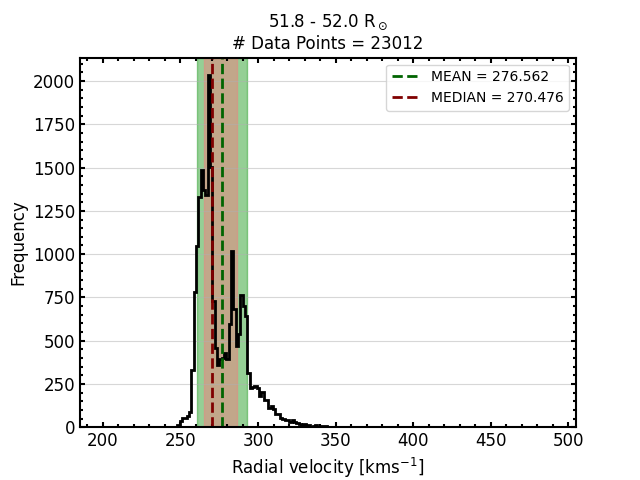 51.8 - 52.0 R⊙
# Data Points = 23012
MEAN = 276.562
MEDIAN = 270.476
Frequency
2000
1750
1500
1250
1000
750
500
250
0
200 250 300 350 400 450 500
Radial velocity [kms⁻¹]